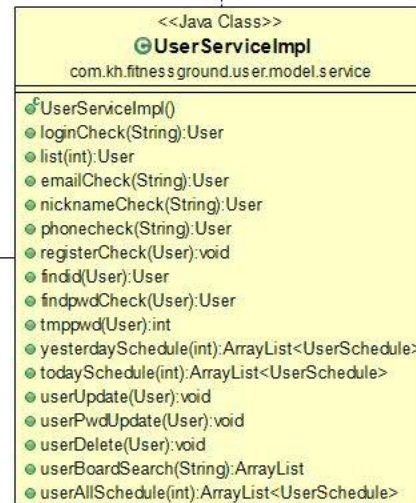 <<Java Class>>
UserServiceImpl
com.kh.fitnessground.user.model.service
UserServiceImpl()
loginCheck(String):User
list(int):User
emailCheck(String):User
nicknameCheck(String):User
phonecheck(String):User
registerCheck(User):void
findid(User):User
findpwdCheck(User):User
tmppwd(User):int
yesterdaySchedule(int):ArrayList<UserSchedule>
todaySchedule(int):ArrayList<UserSchedule>
userUpdate(User):void
userPwdUpdate(User):void
userDelete(User):void
userBoardSearch(String):ArrayList
userAllSchedule(int):ArrayList<UserSchedule>